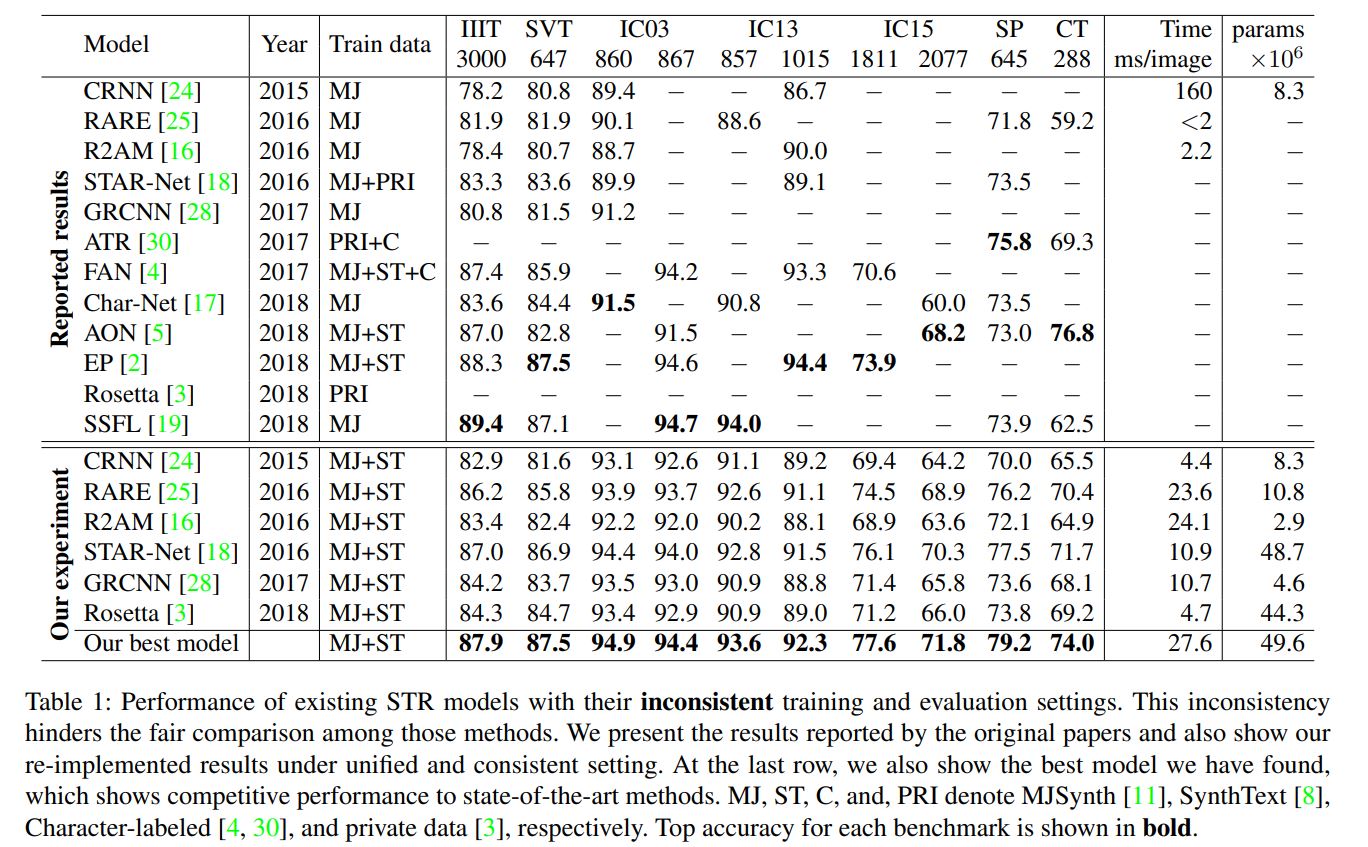 Model Year Train data IIIT SVT IC03 IC13 IC15 SP CT Time params
3000 647 860 867 857 1015 1811 2077 645 288 ms/image ×10⁶
Reported results
CRNN [24] 2015 MJ 78.2 80.8 89.4 − − 86.7 − − − − 160 8.3
RARE [25] 2016 MJ 81.9 81.9 90.1 − 88.6 − − − 71.8 59.2 <2 −
R2AM [16] 2016 MJ 78.4 80.7 88.7 − − 90.0 − − − − 2.2 −
STAR-Net [18] 2016 MJ+PRI 83.3 83.6 89.9 − − 89.1 − − 73.5 − − −
GRCNN [28] 2017 MJ 80.8 81.5 91.2 − − − − − − − − −
ATR [30] 2017 PRI+C − − − − − − − − 75.8 69.3 − −
FAN [4] 2017 MJ+ST+C 87.4 85.9 − 94.2 − 93.3 70.6 − − − − −
Char-Net [17] 2018 MJ 83.6 84.4 91.5 − 90.8 − − 60.0 73.5 − − −
AON [5] 2018 MJ+ST 87.0 82.8 − 91.5 − − − 68.2 73.0 76.8 − −
EP [2] 2018 MJ+ST 88.3 87.5 − 94.6 − 94.4 73.9 − − − − −
Rosetta [3] 2018 PRI − − − − − − − − − − − −
SSFL [19] 2018 MJ 89.4 87.1 − 94.7 94.0 − − − 73.9 62.5 − −
Our experiment
CRNN [24] 2015 MJ+ST 82.9 81.6 93.1 92.6 91.1 89.2 69.4 64.2 70.0 65.5 4.4 8.3
RARE [25] 2016 MJ+ST 86.2 85.8 93.9 93.7 92.6 91.1 74.5 68.9 76.2 70.4 23.6 10.8
R2AM [16] 2016 MJ+ST 83.4 82.4 92.2 92.0 90.2 88.1 68.9 63.6 72.1 64.9 24.1 2.9
STAR-Net [18] 2016 MJ+ST 87.0 86.9 94.4 94.0 92.8 91.5 76.1 70.3 77.5 71.7 10.9 48.7
GRCNN [28] 2017 MJ+ST 84.2 83.7 93.5 93.0 90.9 88.8 71.4 65.8 73.6 68.1 10.7 4.6
Rosetta [3] 2018 MJ+ST 84.3 84.7 93.4 92.9 90.9 89.0 71.2 66.0 73.8 69.2 4.7 44.3
Our best model MJ+ST 87.9 87.5 94.9 94.4 93.6 92.3 77.6 71.8 79.2 74.0 27.6 49.6
Table 1: Performance of existing STR models with their inconsistent training and evaluation settings. This inconsistency
hinders the fair comparison among those methods. We present the results reported by the original papers and also show our
re-implemented results under unified and consistent setting. At the last row, we also show the best model we have found,
which shows competitive performance to state-of-the-art methods. MJ, ST, C, and, PRI denote MJSynth [11], SynthText [8],
Character-labeled [4, 30], and private data [3], respectively. Top accuracy for each benchmark is shown in bold.